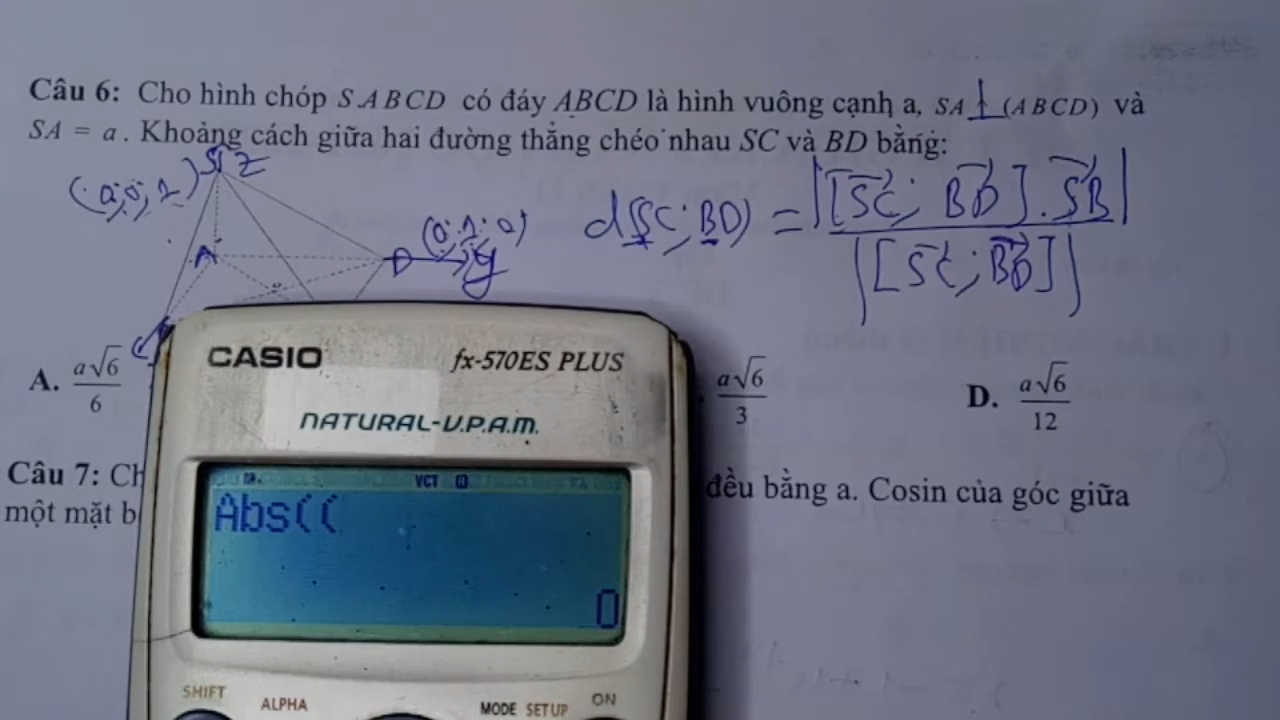 Câu 6: Cho hình chóp S.ABCD có đáy ABCD là hình vuông cạnh a, SA ⊥ (ABCD) và
SA = a. Khoảng cách giữa hai đường thẳng chéo nhau SC và BD bằng:
(0;0;1) S Z
A
D (0;1;0) y
d(SC;BD) = |[SC; BD].SB| / |[SC;BD]|
A. a√6/6
a√6/3
D. a√6/12
Câu 7: Ch
đều bằng a. Cosin của góc giữa
một mặt b
CASIO fx-570ES PLUS
NATURAL-V.P.A.M.
VCT
Abs((
0
SHIFT ALPHA MODE SETUP ON